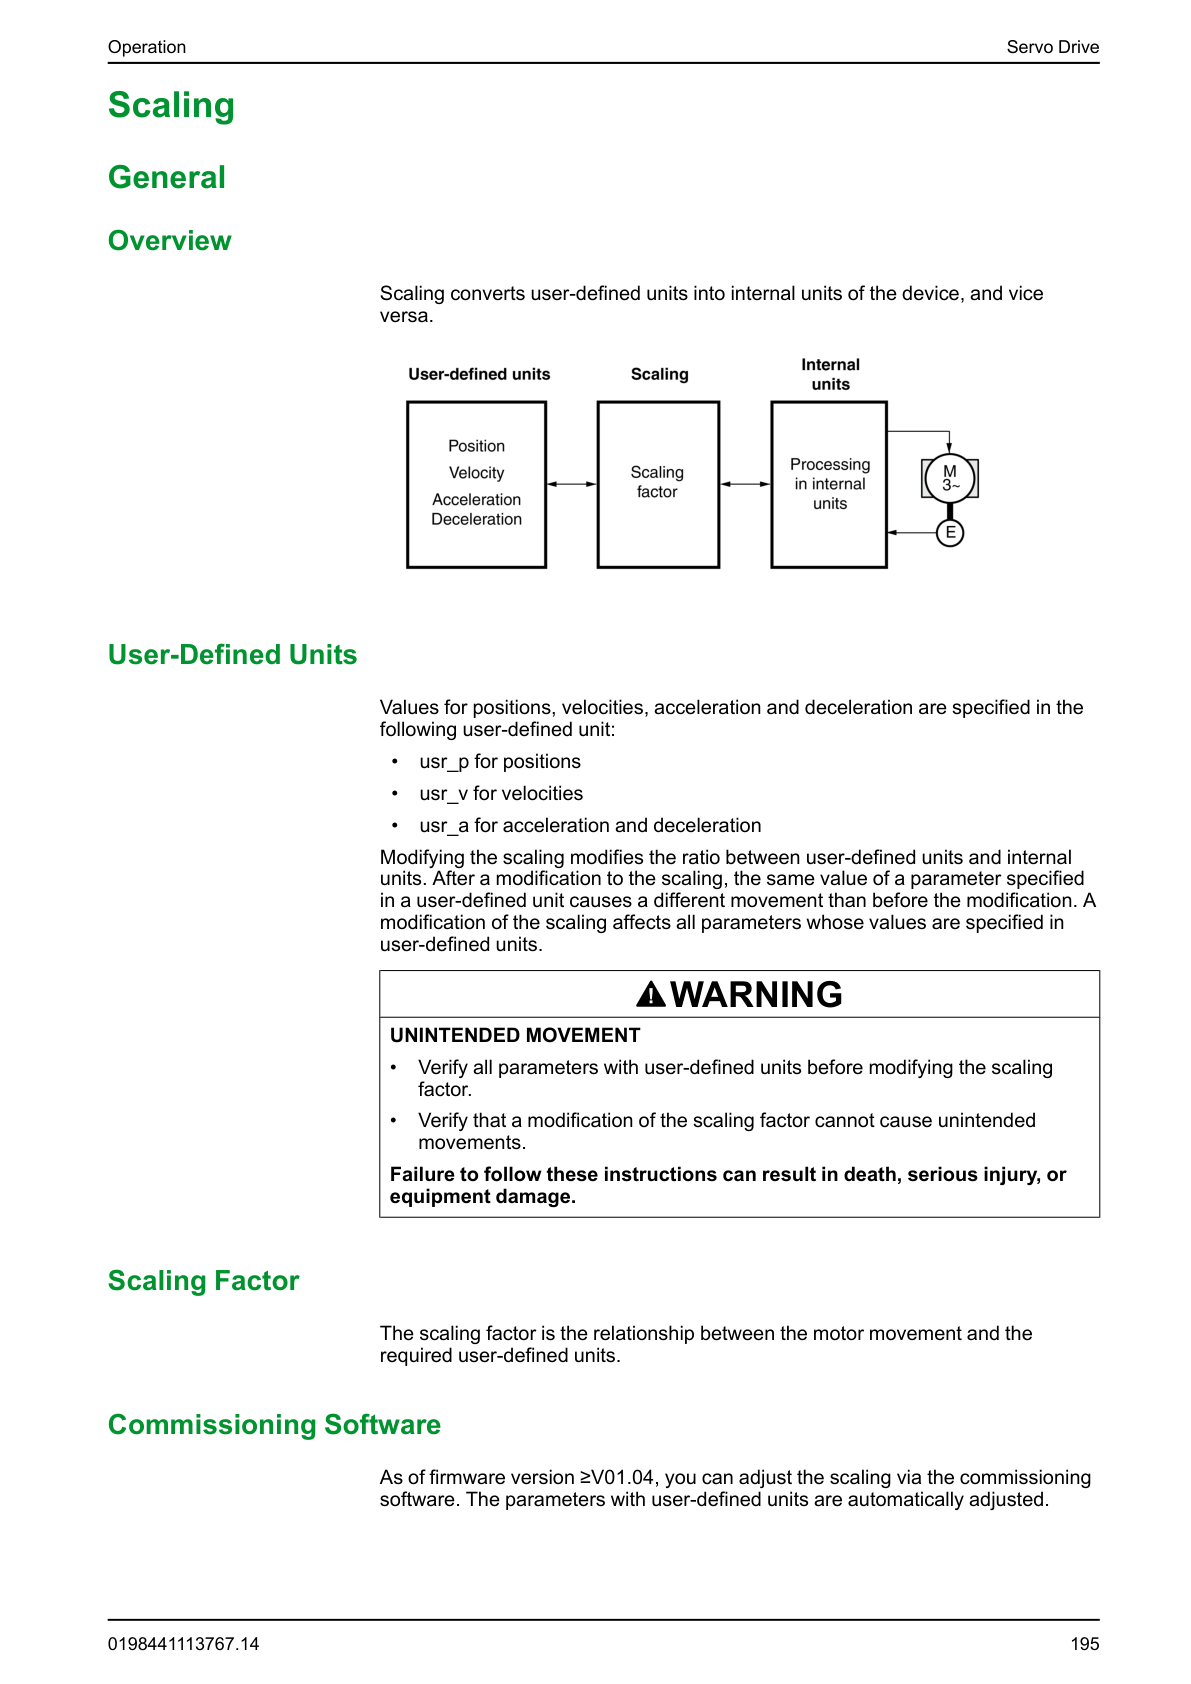 Operation
Servo Drive
Scaling
General
Overview
Scaling converts user-defined units into internal units of the device, and vice
versa.
User-defined units
Scaling
Internal
units
Position
Velocity
Acceleration
Deceleration
Scaling
factor
Processing
in internal
units
M
3~
E
User-Defined Units
Values for positions, velocities, acceleration and deceleration are specified in the
following user-defined unit:
• usr_p for positions
• usr_v for velocities
• usr_a for acceleration and deceleration
Modifying the scaling modifies the ratio between user-defined units and internal
units. After a modification to the scaling, the same value of a parameter specified
in a user-defined unit causes a different movement than before the modification. A
modification of the scaling affects all parameters whose values are specified in
user-defined units.
WARNING
UNINTENDED MOVEMENT
• Verify all parameters with user-defined units before modifying the scaling
factor.
• Verify that a modification of the scaling factor cannot cause unintended
movements.
Failure to follow these instructions can result in death, serious injury, or
equipment damage.
Scaling Factor
The scaling factor is the relationship between the motor movement and the
required user-defined units.
Commissioning Software
As of firmware version ≥V01.04, you can adjust the scaling via the commissioning
software. The parameters with user-defined units are automatically adjusted.
0198441113767.14
195